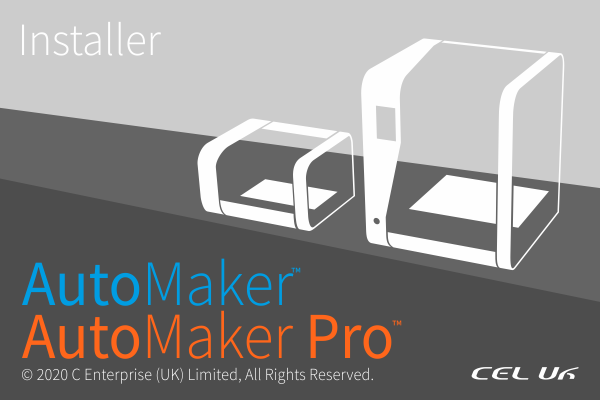 Installer
AutoMaker™
AutoMaker Pro™
© 2020 C Enterprise (UK) Limited, All Rights Reserved.
CEL UK